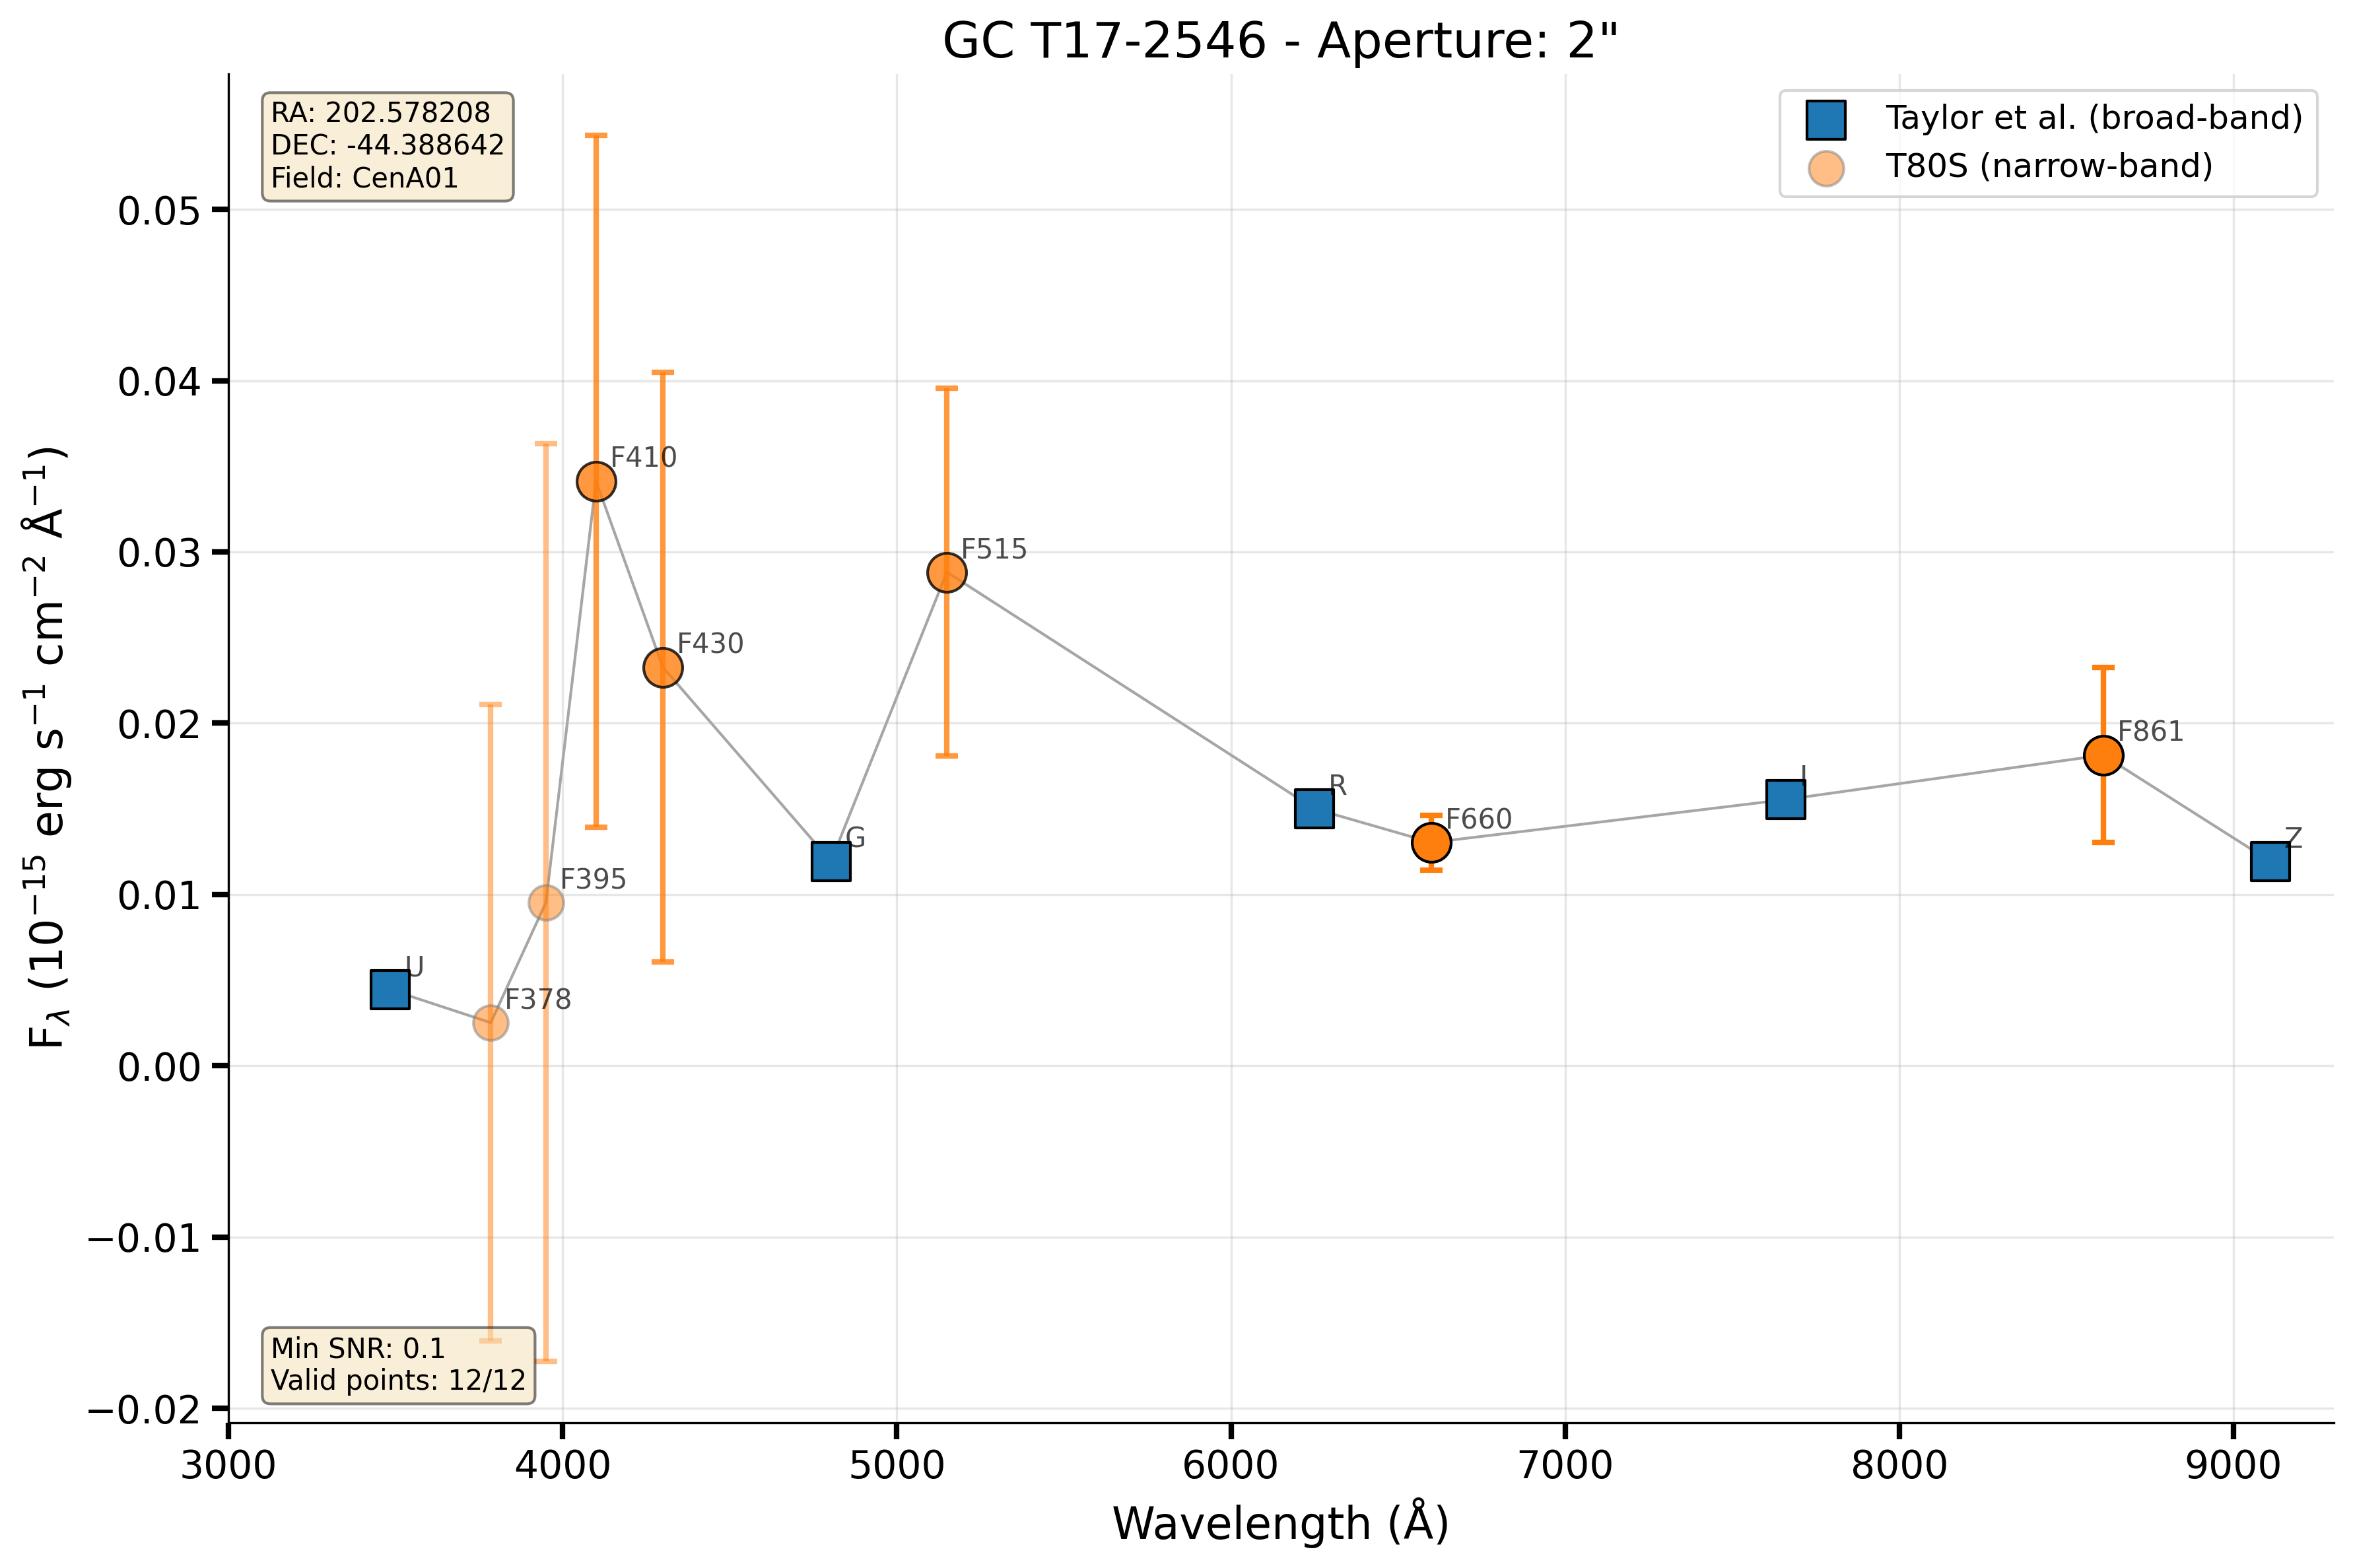 GC T17-2546 - Aperture: 2"
RA: 202.578208
DEC: -44.388642
Field: CenA01
Taylor et al. (broad-band)
T80S (narrow-band)
F_λ (10⁻¹⁵ erg s⁻¹ cm⁻² Å⁻¹)
0.05
0.04
0.03
0.02
0.01
0.00
−0.01
−0.02
U
F378
F395
F410
F430
G
F515
R
F660
I
F861
Z
Min SNR: 0.1
Valid points: 12/12
3000 4000 5000 6000 7000 8000 9000
Wavelength (Å)